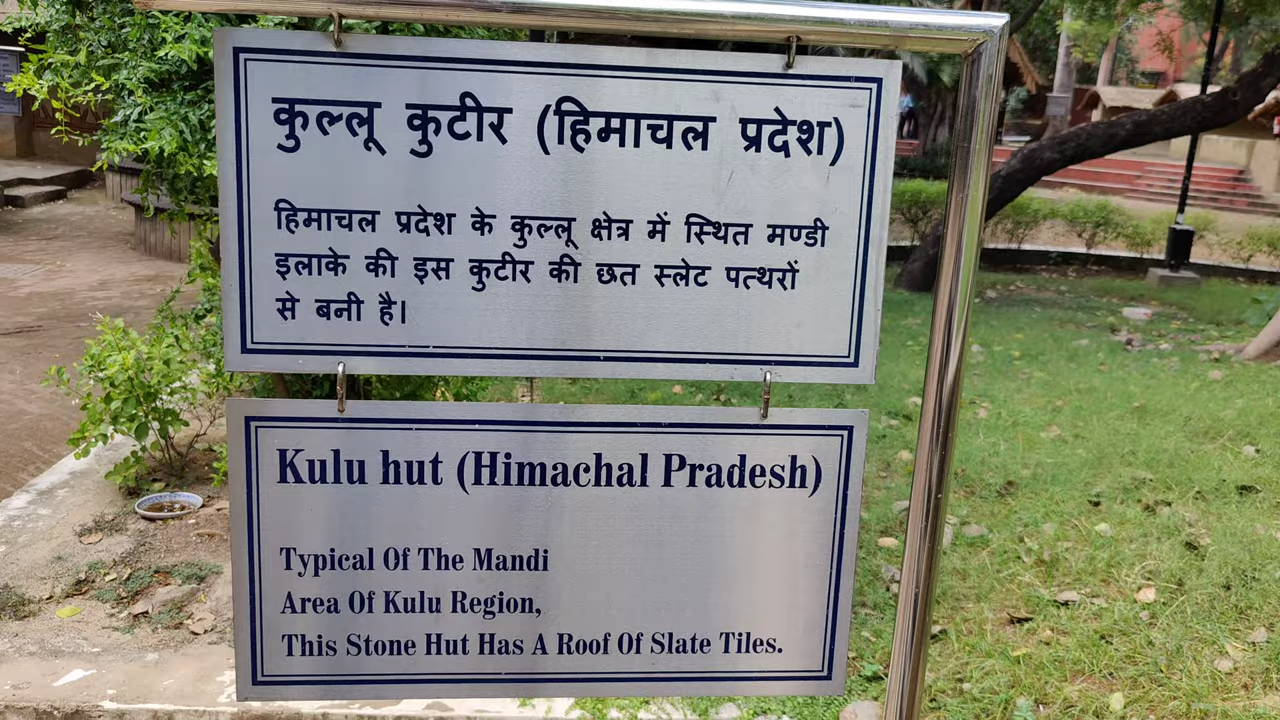 कुल्लू कुटीर (हिमाचल प्रदेश)
हिमाचल प्रदेश के कुल्लू क्षेत्र में स्थित मण्डी
इलाके की इस कुटीर की छत स्लेट पत्थरों
से बनी है।
Kulu hut (Himachal Pradesh)
Typical Of The Mandi
Area Of Kulu Region,
This Stone Hut Has A Roof Of Slate Tiles.